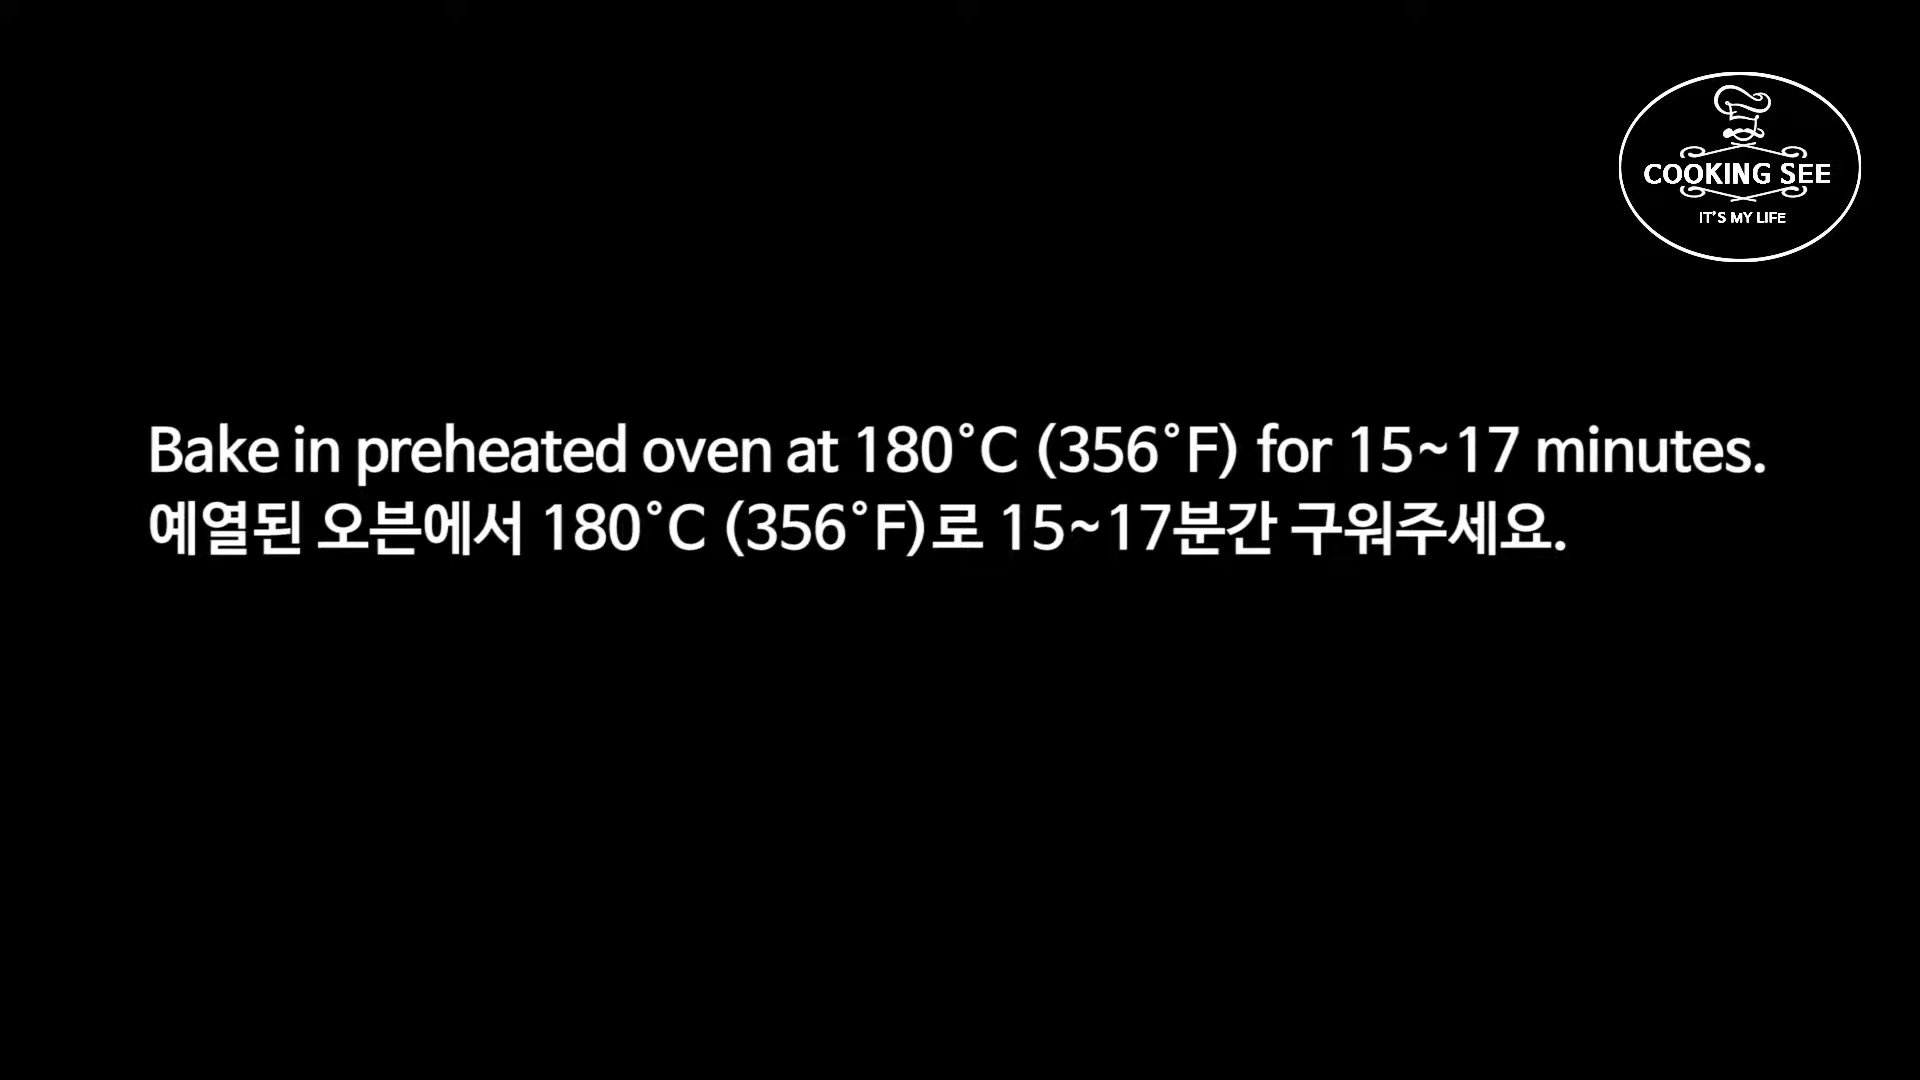 COOKING SEE
IT'S MY LIFE
Bake in preheated oven at 180˚C (356˚F) for 15~17 minutes.
예열된 오븐에서 180˚C (356˚F)로 15~17분간 구워주세요.